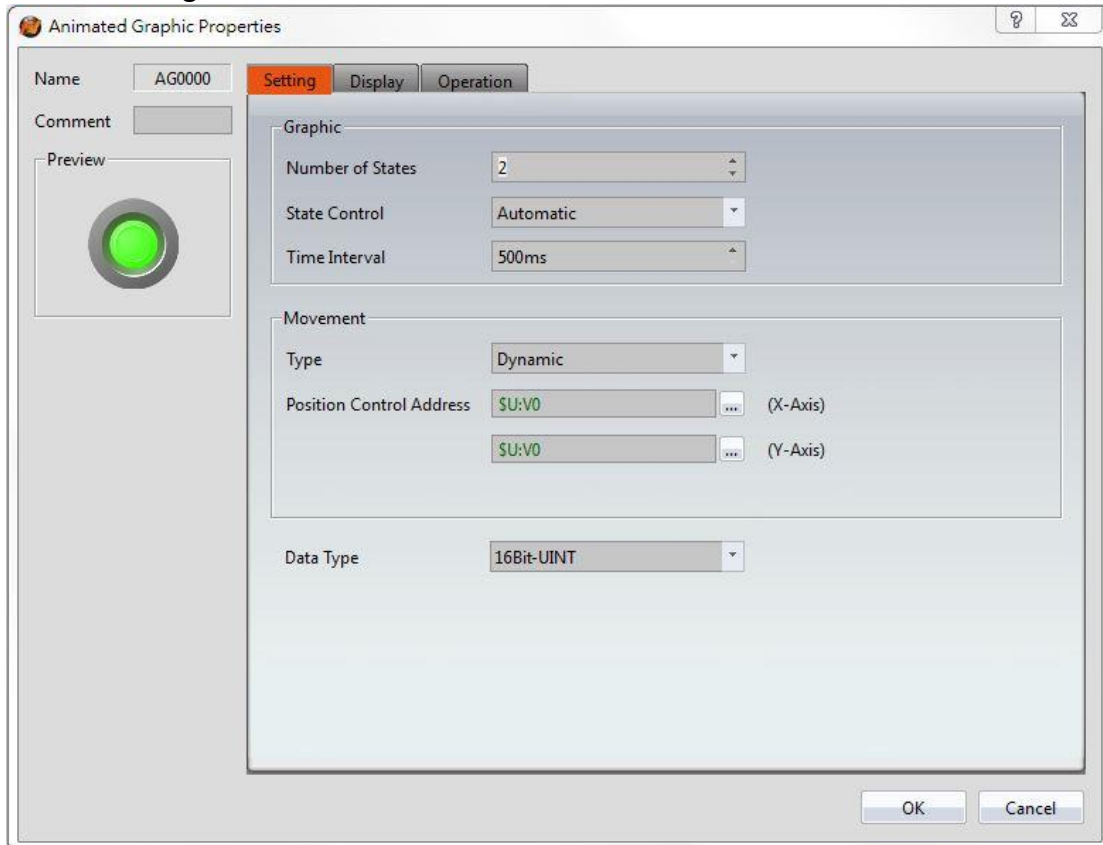 Animated Graphic Properties
Name AG0000
Comment
Preview
Setting Display Operation
Graphic
Number of States 2
State Control Automatic
Time Interval 500ms
Movement
Type Dynamic
Position Control Address $U:V0 ... (X-Axis)
$U:V0 ... (Y-Axis)
Data Type 16Bit-UINT
OK Cancel